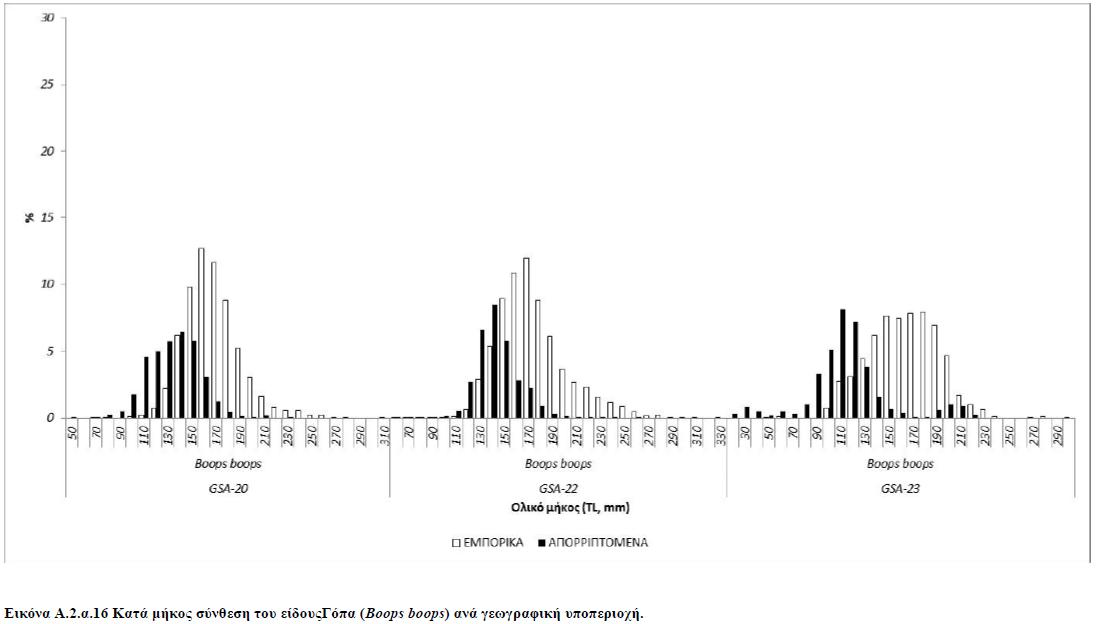 30
25
20
15
10
5
0
%
50 70 90 110 130 150 170 190 210 230 250 270 310 70 90 110 130 150 170 190 210 230 250 270 290 310 330 30 50 70 90 110 130 150 170 190 210 230 250 270 290
Boops boops Boops boops Boops boops
GSA-20 GSA-22 GSA-23
Ολικό μήκος (TL, mm)
ΕΜΠΟΡΙΚΑ ΑΠΟΡΡΙΠΤΟΜΕΝΑ
Εικόνα Α.2.α.16 Κατά μήκος σύνθεση του είδουςΓόπα (Boops boops) ανά γεωγραφική υποπεριοχή.